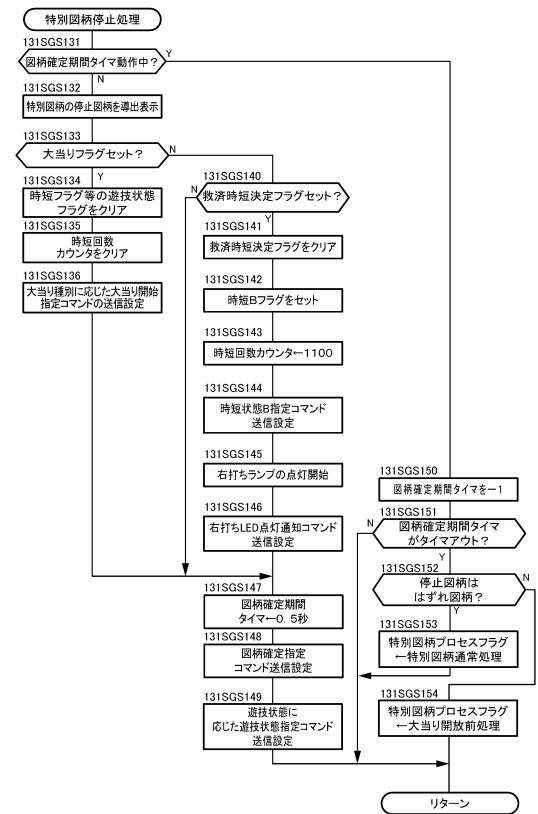 特別図柄停止処理
131SGS131
図柄確定期間タイマ動作中？
Y
N
131SGS132
特別図柄の停止図柄を導出表示
131SGS133
大当りフラグセット？
N
Y
131SGS134
時短フラグ等の遊技状態
フラグをクリア
131SGS135
時短回数
カウンタをクリア
131SGS136
大当り種別に応じた大当り開始
指定コマンドの送信設定
131SGS140
救済時短決定フラグセット？
N
Y
131SGS141
救済時短決定フラグをクリア
131SGS142
時短Bフラグをセット
131SGS143
時短回数カウンタ←1100
131SGS144
時短状態B指定コマンド
送信設定
131SGS145
右打ちランプの点灯開始
131SGS146
右打ちLED点灯通知コマンド
送信設定
131SGS147
図柄確定期間
タイマ←0.5秒
131SGS148
図柄確定指定
コマンド送信設定
131SGS149
遊技状態に
応じた遊技状態指定コマンド
送信設定
131SGS150
図柄確定期間タイマを－1
131SGS151
図柄確定期間タイマ
がタイマアウト？
N
Y
131SGS152
停止図柄は
はずれ図柄？
N
Y
131SGS153
特別図柄プロセスフラグ
←特別図柄通常処理
131SGS154
特別図柄プロセスフラグ
←大当り開放前処理
リターン